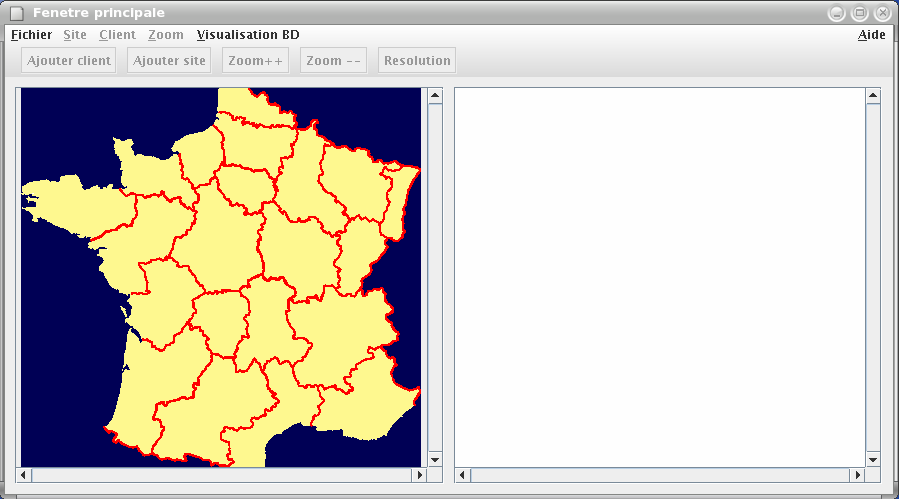 Fenetre principale
Fichier Site Client Zoom Visualisation BD Aide
Ajouter client Ajouter site Zoom++ Zoom -- Resolution